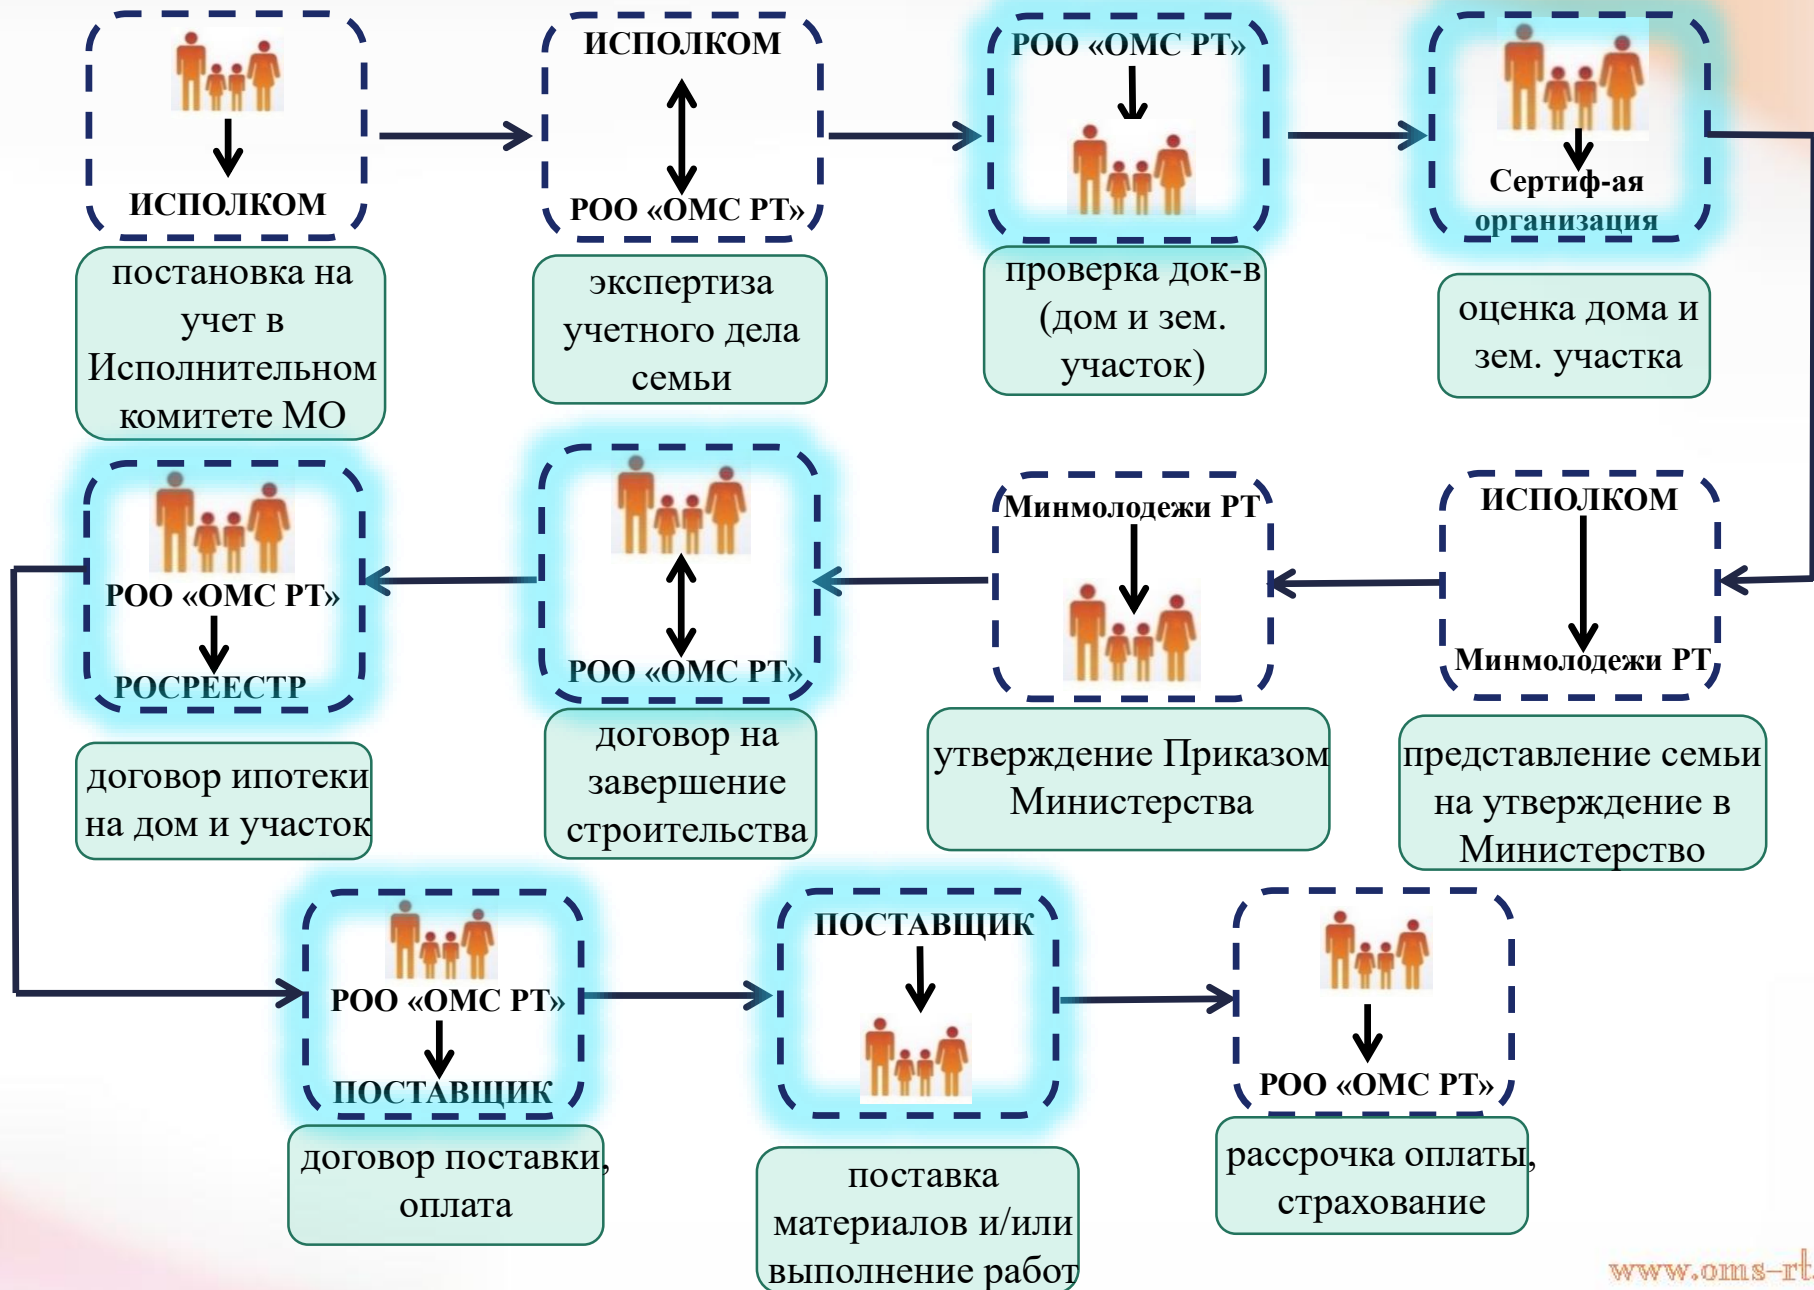 ИСПОЛКОМ
постановка на
учет в
Исполнительном
комитете МО
ИСПОЛКОМ
РОО «ОМС РТ»
экспертиза
учетного дела
семьи
РОО «ОМС РТ»
проверка док-в
(дом и зем.
участок)
Сертиф-ая
организация
оценка дома и
зем. участка
ИСПОЛКОМ
Минмолодежи РТ
представление семьи
на утверждение в
Министерство
Минмолодежи РТ
утверждение Приказом
Министерства
РОО «ОМС РТ»
договор на
завершение
строительства
РОО «ОМС РТ»
РОСРЕЕСТР
договор ипотеки
на дом и участок
РОО «ОМС РТ»
ПОСТАВЩИК
договор поставки,
оплата
ПОСТАВЩИК
поставка
материалов и/или
выполнение работ
РОО «ОМС РТ»
рассрочка оплаты,
страхование
www.oms-rt.